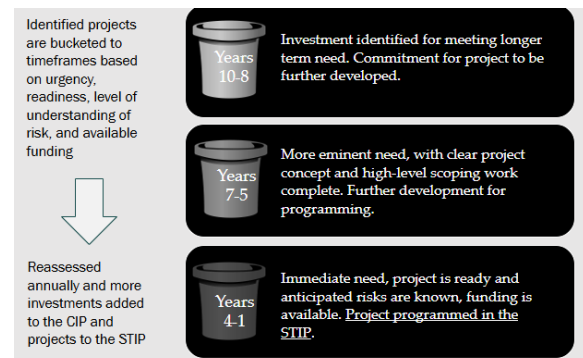 Identified projects
are bucketed to
timeframes based
on urgency,
readiness, level of
understanding of
risk, and available
funding
Reassessed
annually and more
investments added
to the CIP and
projects to the STIP
Years
10-8
Investment identified for meeting longer
term need. Commitment for project to be
further developed.
Years
7-5
More eminent need, with clear project
concept and high-level scoping work
complete. Further development for
programming.
Years
4-1
Immediate need, project is ready and
anticipated risks are known, funding is
available. Project programmed in the
STIP.